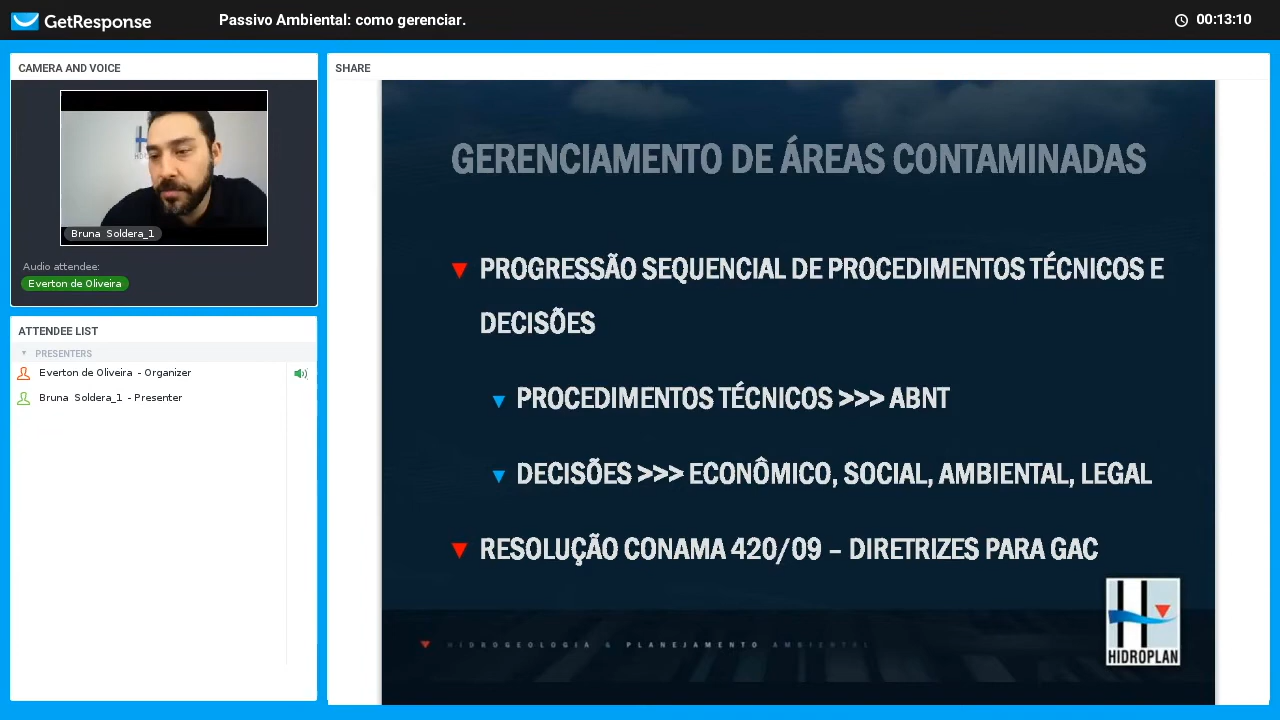 GetResponse
Passivo Ambiental: como gerenciar.
00:13:10
CAMERA AND VOICE
Bruna Soldera_1
Audio attendee:
Everton de Oliveira
ATTENDEE LIST
PRESENTERS
Everton de Oliveira - Organizer
Bruna Soldera_1 - Presenter
SHARE
GERENCIAMENTO DE ÁREAS CONTAMINADAS
PROGRESSÃO SEQUENCIAL DE PROCEDIMENTOS TÉCNICOS E
DECISÕES
PROCEDIMENTOS TÉCNICOS >>> ABNT
DECISÕES >>> ECONÔMICO, SOCIAL, AMBIENTAL, LEGAL
RESOLUÇÃO CONAMA 420/09 – DIRETRIZES PARA GAC
HIDROGEOLOGIA & PLANEJAMENTO AMBIENTAL
HIDROPLAN